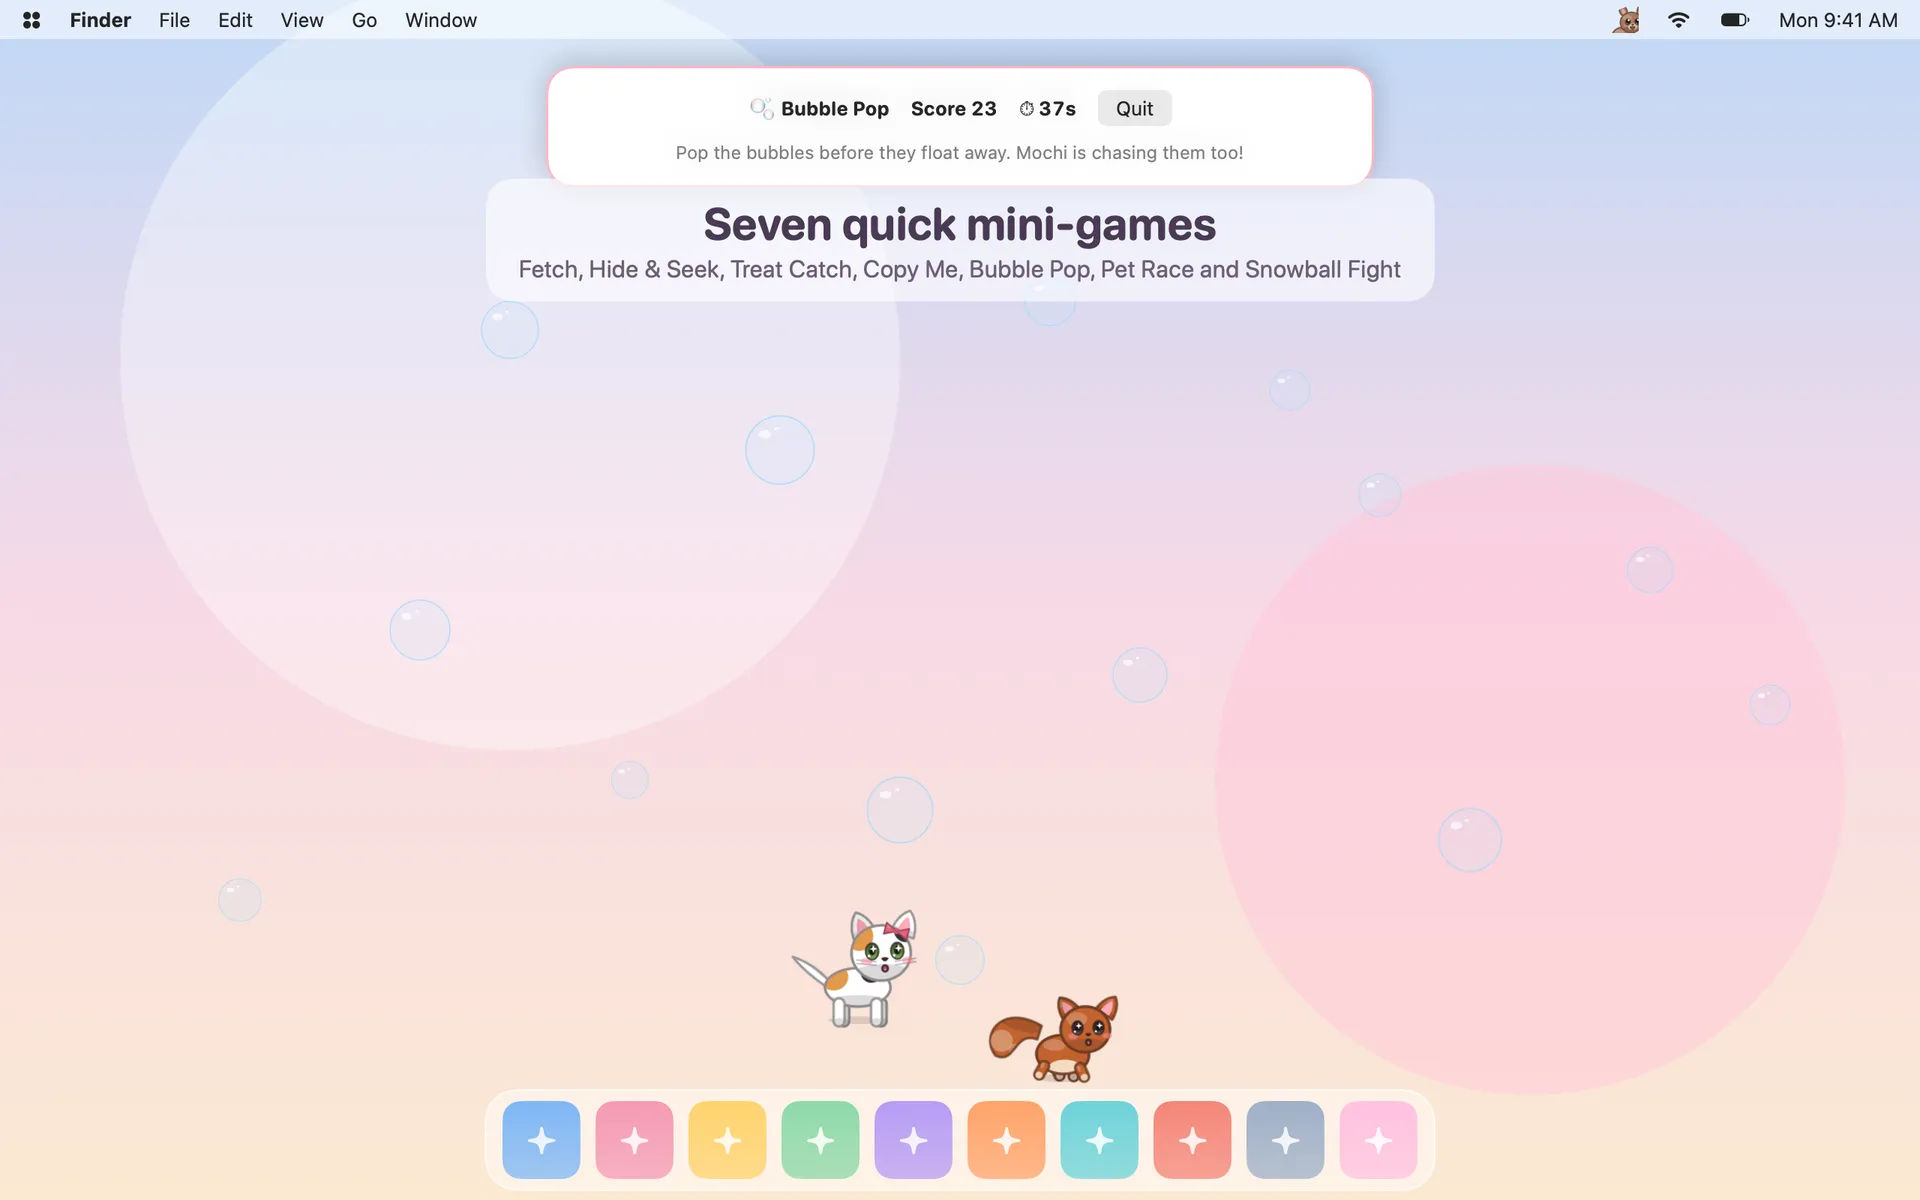 Finder File Edit View Go Window Mon 9:41 AM
Bubble Pop Score 23 37s Quit
Pop the bubbles before they float away. Mochi is chasing them too!
Seven quick mini-games
Fetch, Hide & Seek, Treat Catch, Copy Me, Bubble Pop, Pet Race and Snowball Fight